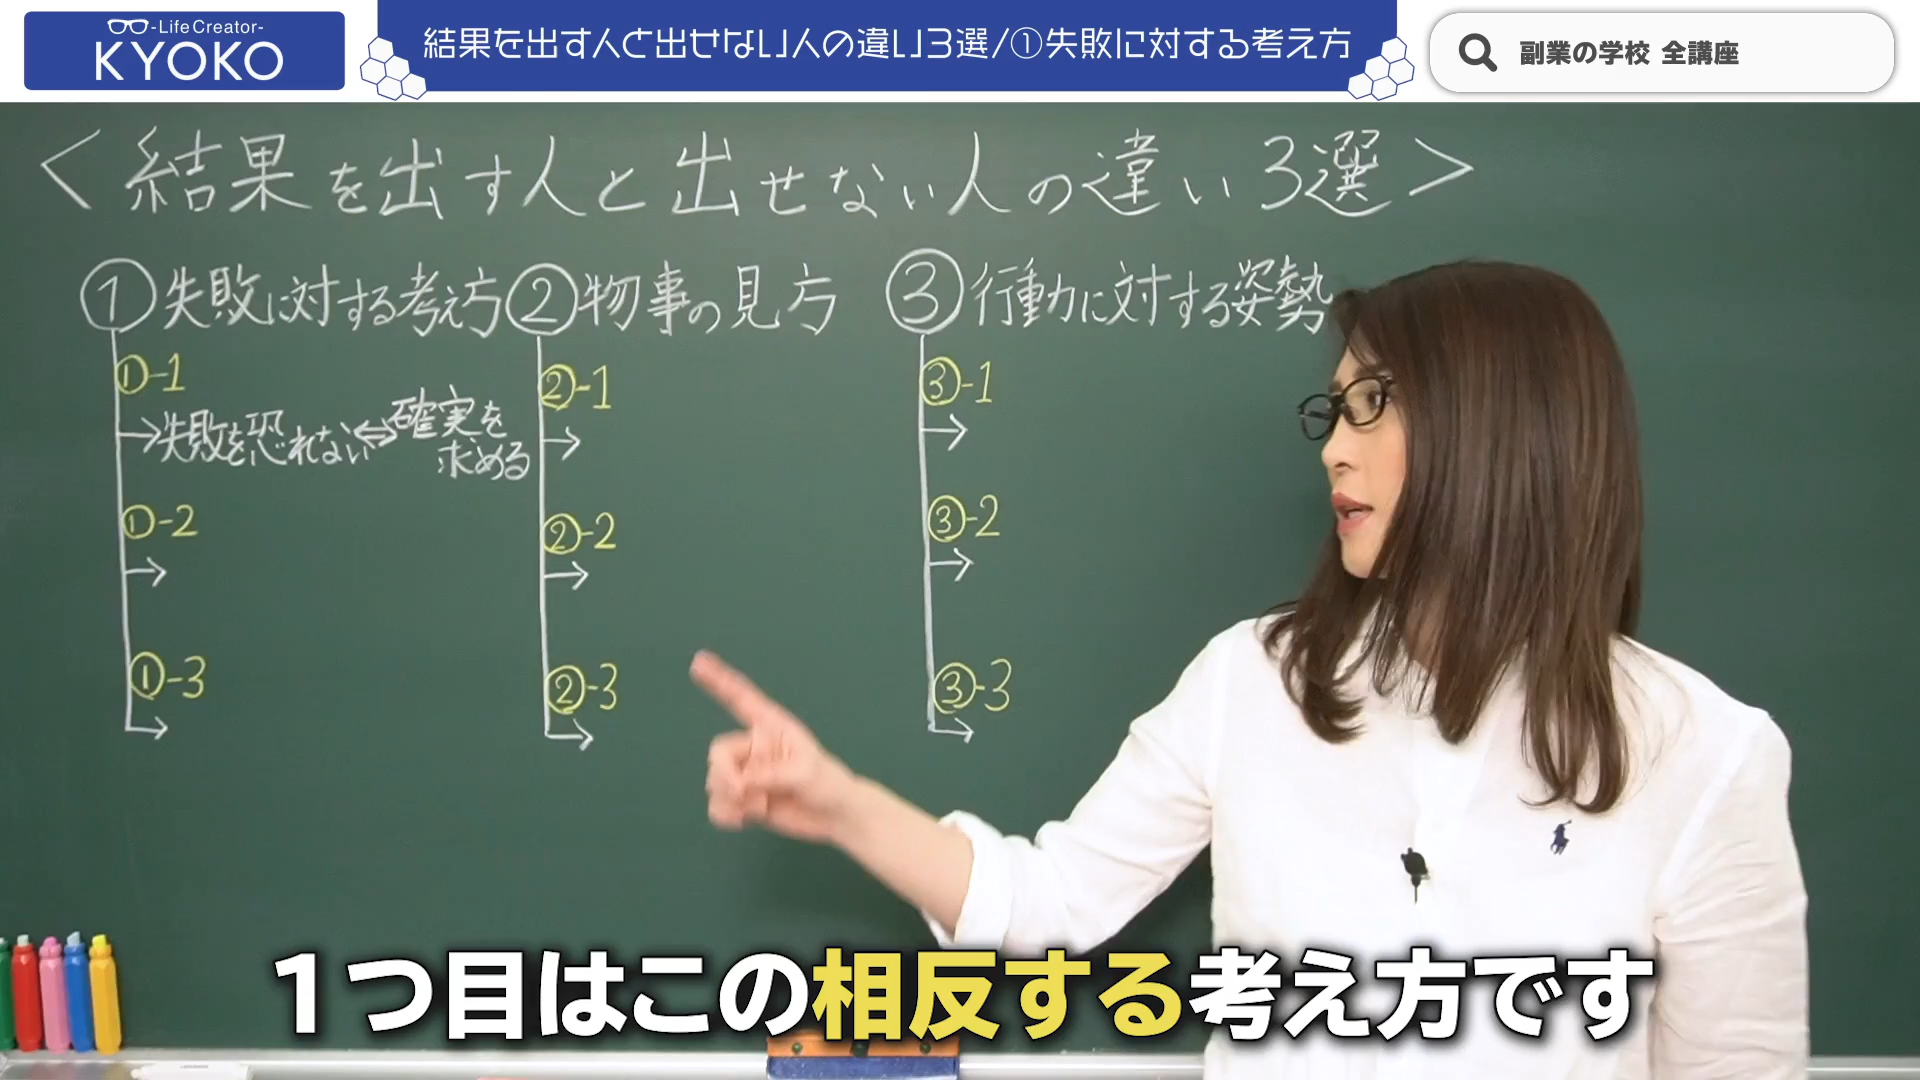 -Life Creator-
KYOKO
結果を出す人と出せない人の違い3選/①失敗に対する考え方
副業の学校 全講座
＜結果を出す人と出せない人の違い3選＞
①失敗に対する考え方
①-1
→失敗を恐れない⇔確実を求める
①-2
→
①-3
→
②物事の見方
②-1
→
②-2
→
②-3
→
③行動に対する姿勢
③-1
→
③-2
→
③-3
→
1つ目はこの相反する考え方です